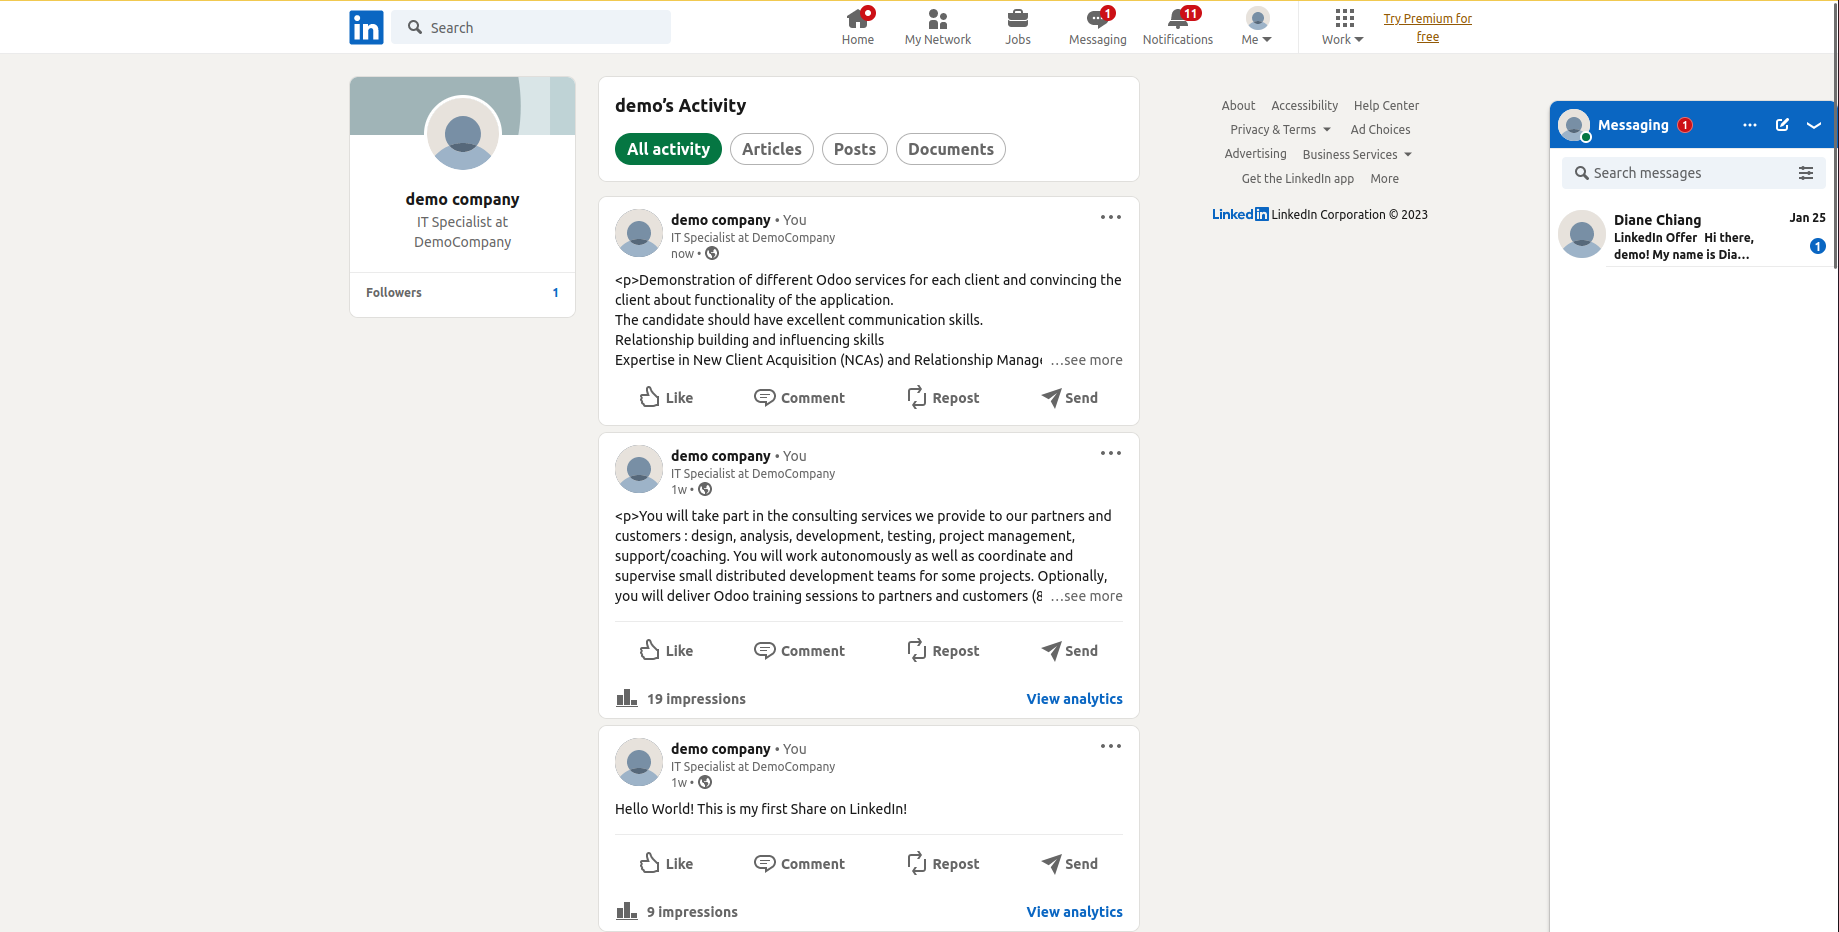 in Search
Home
My Network
Jobs
1
Messaging
11
Notifications
Me
Work
Try Premium for
free
demo company
IT Specialist at
DemoCompany
Followers 1
demo's Activity
All activity Articles Posts Documents
demo company • You
IT Specialist at DemoCompany
now •
<p>Demonstration of different Odoo services for each client and convincing the
client about functionality of the application.
The candidate should have excellent communication skills.
Relationship building and influencing skills
Expertise in New Client Acquisition (NCAs) and Relationship Manage …see more
Like Comment Repost Send
demo company • You
IT Specialist at DemoCompany
1w •
<p>You will take part in the consulting services we provide to our partners and
customers : design, analysis, development, testing, project management,
support/coaching. You will work autonomously as well as coordinate and
supervise small distributed development teams for some projects. Optionally,
you will deliver Odoo training sessions to partners and customers (8 …see more
Like Comment Repost Send
19 impressions View analytics
demo company • You
IT Specialist at DemoCompany
1w •
Hello World! This is my first Share on LinkedIn!
Like Comment Repost Send
9 impressions View analytics
About Accessibility Help Center
Privacy & Terms Ad Choices
Advertising Business Services
Get the LinkedIn app More
LinkedIn LinkedIn Corporation © 2023
Messaging 1
Search messages
Diane Chiang Jan 25
LinkedIn Offer Hi there, 1
demo! My name is Dia...